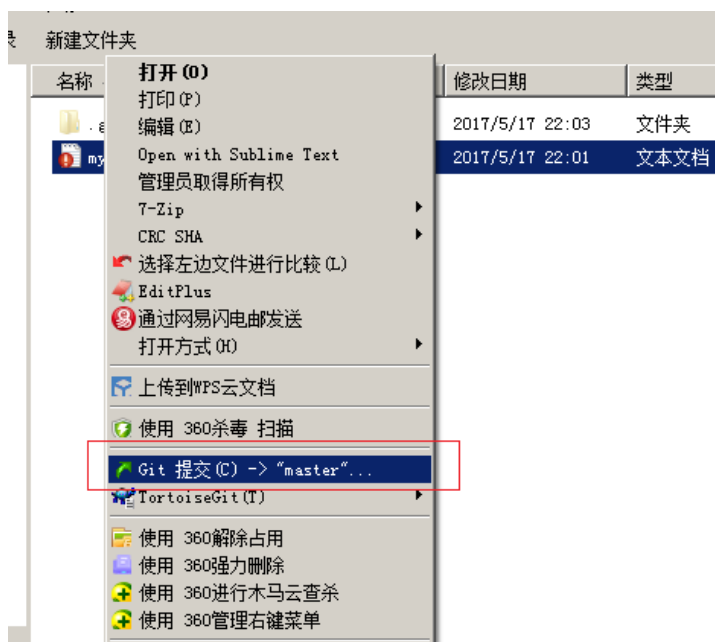 新建文件夹
名称
修改日期
类型
2017/5/17 22:03
文件夹
my
2017/5/17 22:01
文本文档
打开(O)
打印(P)
编辑(E)
Open with Sublime Text
管理员取得所有权
7-Zip
CRC SHA
选择左边文件进行比较(L)
EditPlus
通过网易闪电邮发送
打开方式(H)
上传到WPS云文档
使用 360杀毒 扫描
Git 提交(C) -> "master"...
TortoiseGit(T)
使用 360解除占用
使用 360强力删除
使用 360进行木马云查杀
使用 360管理右键菜单